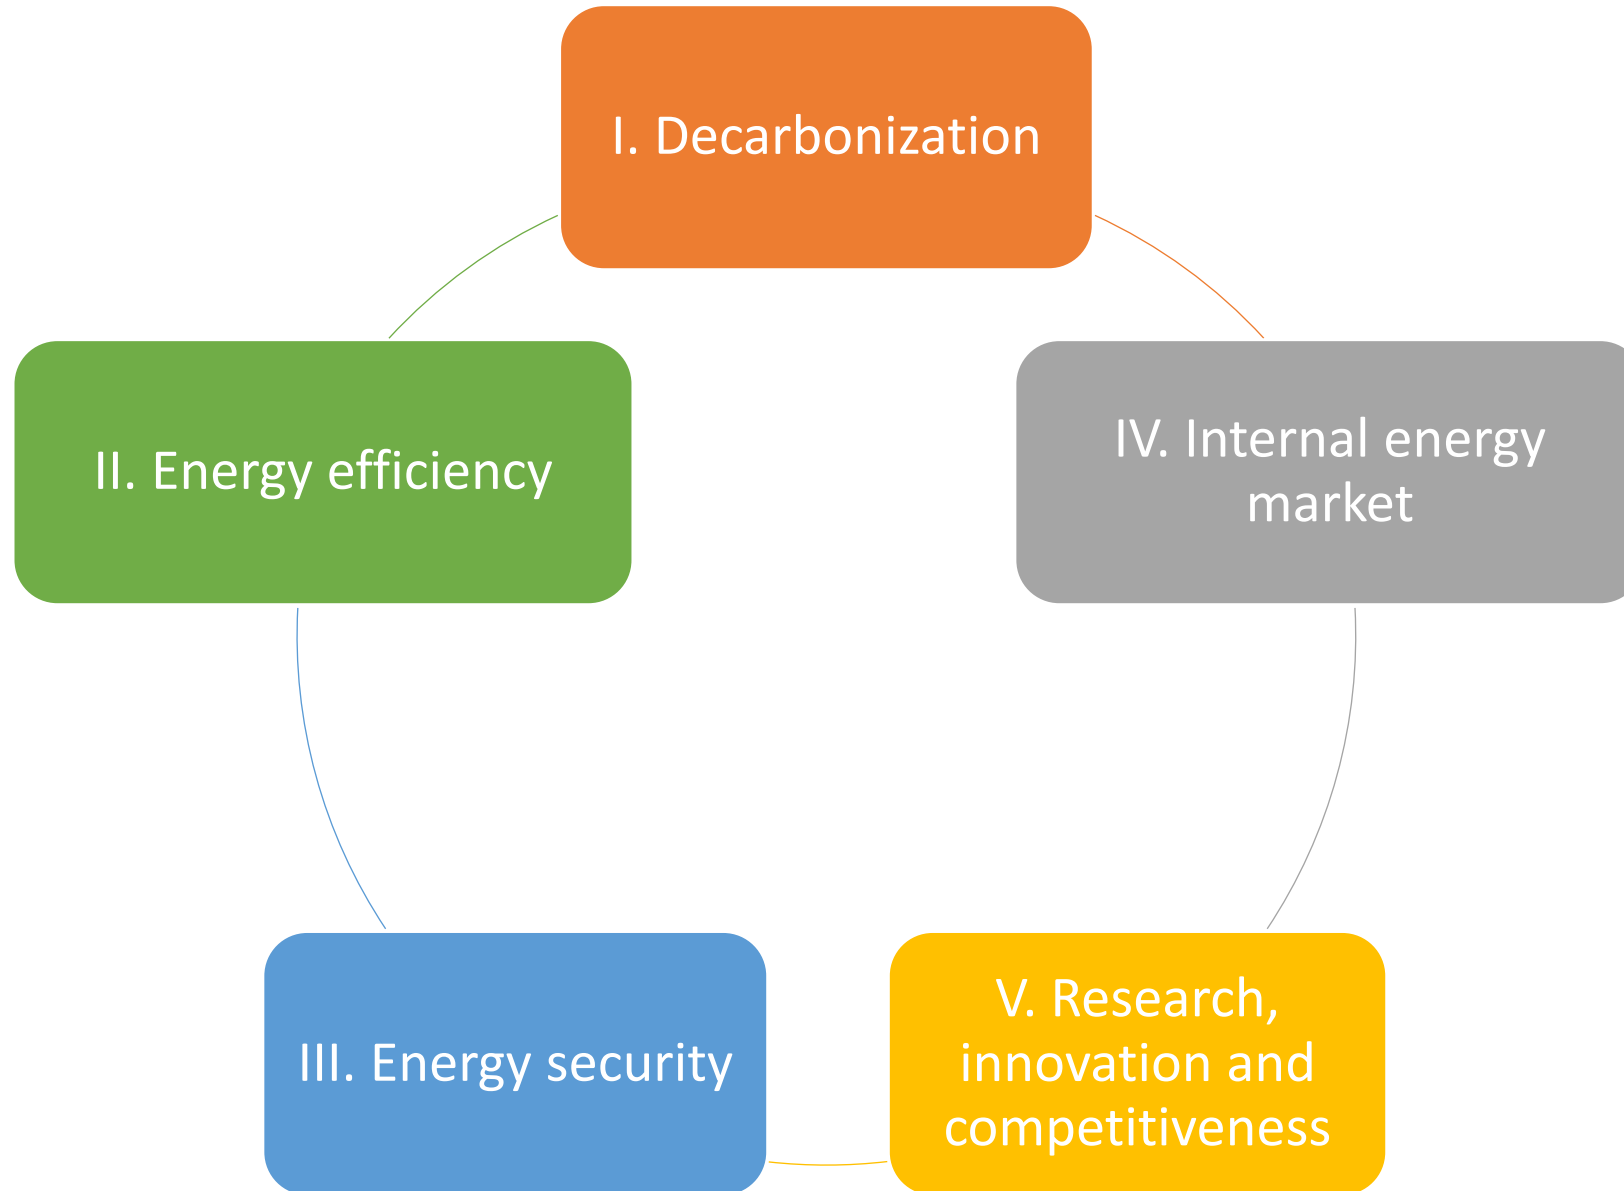 I. Decarbonization
II. Energy efficiency
IV. Internal energy
market
III. Energy security
V. Research,
innovation and
competitiveness